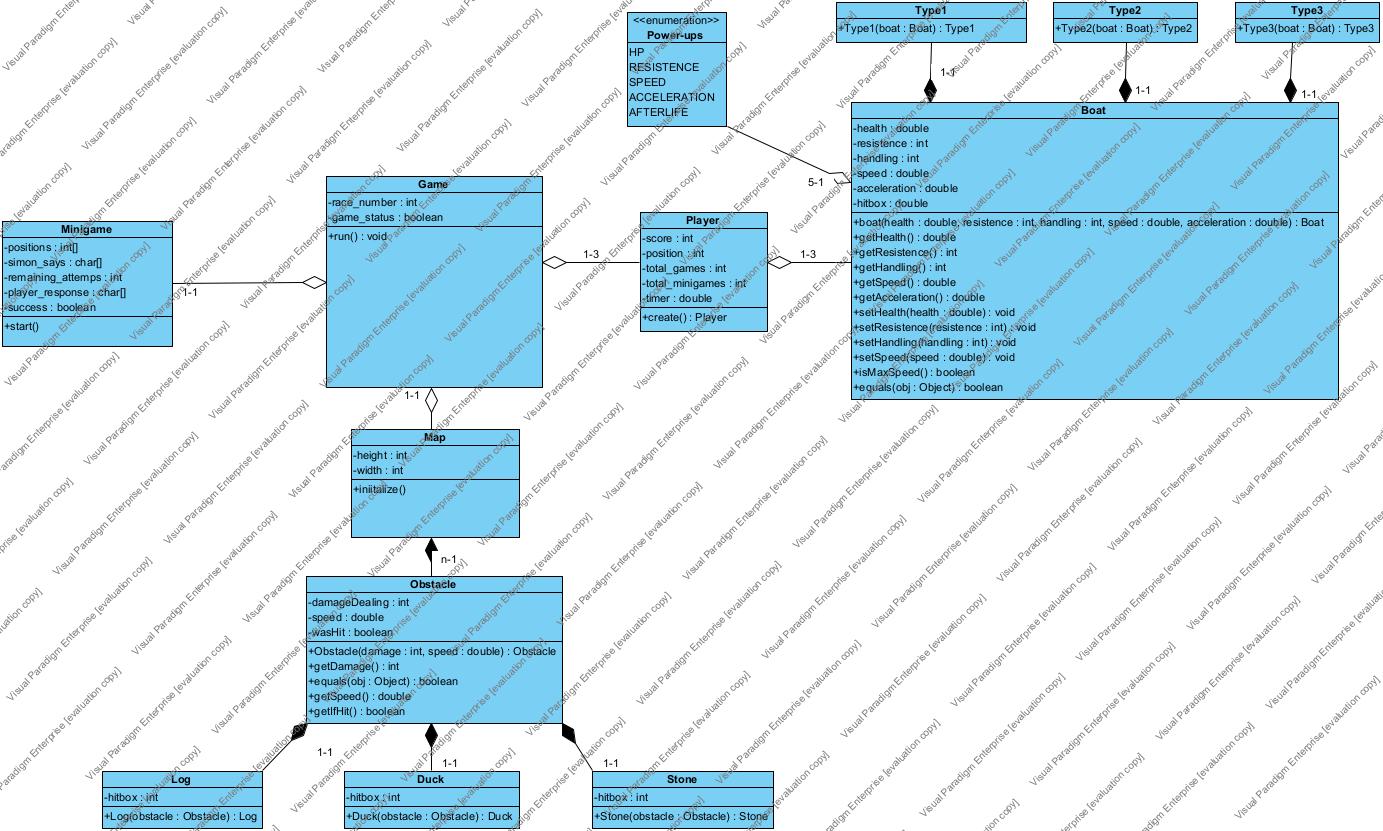 Type1
+Type1(boat : Boat) : Type1
Type2
+Type2(boat : Boat) : Type2
Type3
+Type3(boat : Boat) : Type3
<<enumeration>>
Power-ups
HP
RESISTENCE
SPEED
ACCELERATION
AFTERLIFE
1-1
1-1
1-1
5-1
Boat
-health : double
-resistence : int
-handling : int
-speed : double
-acceleration : double
-hitbox : double
+boat(health : double, resistence : int, handling : int, speed : double, acceleration : double) : Boat
+getHealth() : double
+getResistence() : int
+getHandling() : int
+getSpeed() : double
+getAcceleration() : double
+setHealth(health : double) : void
+setResistence(resistence : int) : void
+setHandling(handling : int) : void
+setSpeed(speed : double) : void
+isMaxSpeed() : boolean
+equals(obj : Object) : boolean
Game
-race_number : int
-game_status : boolean
+run() : void
Minigame
-positions : int[]
-simon_says : char[]
-remaining_attemps : int
-player_response : char[]
-success : boolean
+start()
1-1
1-3
Player
-score : int
-position : int
-total_games : int
-total_minigames : int
-timer : double
+create() : Player
1-3
1-1
Map
-height : int
-width : int
+iniitalize()
n-1
Obstacle
-damageDealing : int
-speed : double
-wasHit : boolean
+Obstacle(damage : int, speed : double) : Obstacle
+getDamage() : int
+equals(obj : Object) : boolean
+getSpeed() : double
+getIfHit() : boolean
1-1
1-1
1-1
Log
-hitbox : int
+Log(obstacle : Obstacle) : Log
Duck
-hitbox : int
+Duck(obstacle : Obstacle) : Duck
Stone
-hitbox : int
+Stone(obstacle : Obstacle) : Stone
Visual Paradigm Enterprise [evaluation copy]